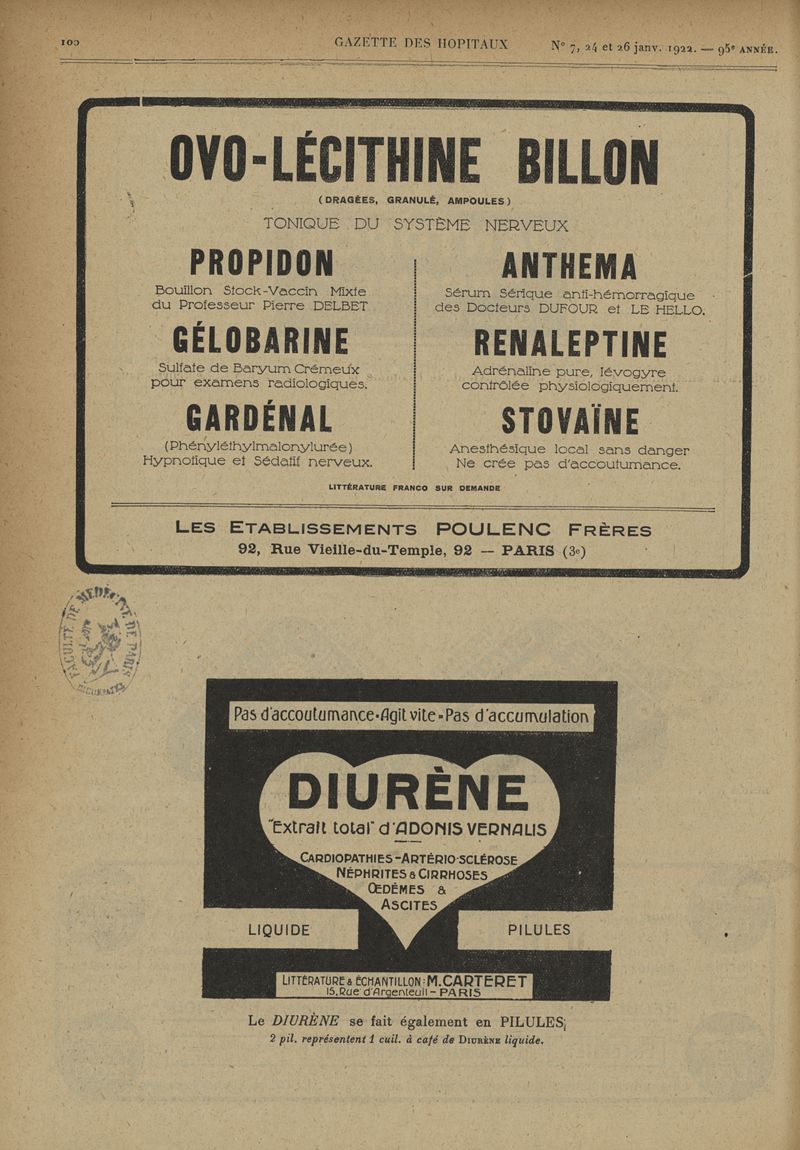 100
GAZETTE DES HOPITAUX
N° 7, 24 et 26 janv. 1922. — 95e ANNÉE.
OVO-LÉCITHINE BILLON
(DRAGÉES, GRANULÉ, AMPOULES)
TONIQUE DU SYSTÈME NERVEUX
PROPIDON
Bouillon Stock-Vaccin Mixte
du Professeur Pierre DELBET
GÉLOBARINE
Sulfate de Baryum Crémeux
pour examens radiologiques.
GARDÉNAL
(Phényléthylmalonylurée)
Hypnotique et Sédatif nerveux.
ANTHEMA
Sérum Sérique anti-hémorragique
des Docteurs DUFOUR et LE HELLO.
RENALEPTINE
Adrénaline pure, lévogyre
contrôlée physiologiquement.
STOVAÏNE
Anesthésique local sans danger
Ne crée pas d'accoutumance.
LITTÉRATURE FRANCO SUR DEMANDE
LES ETABLISSEMENTS POULENC FRÈRES
92, Rue Vieille-du-Temple, 92 — PARIS (3e)
FACULTÉ DE MÉDECINE DE PARIS
Pas d'accoutumance•Agit vite-Pas d'accumulation
DIURÈNE
"Extrait total" d'ADONIS VERNALIS
CARDIOPATHIES-ARTÉRIO-SCLÉROSE
NÉPHRITES & CIRRHOSES
ŒDÈMES &
ASCITES
LIQUIDE
PILULES
LITTÉRATURE & ÉCHANTILLON: M.CARTERET
15, Rue d'Argenteuil - PARIS
Le DIURÈNE se fait également en PILULES;
2 pil. représentent 1 cuil. à café de DIURÈNE liquide.